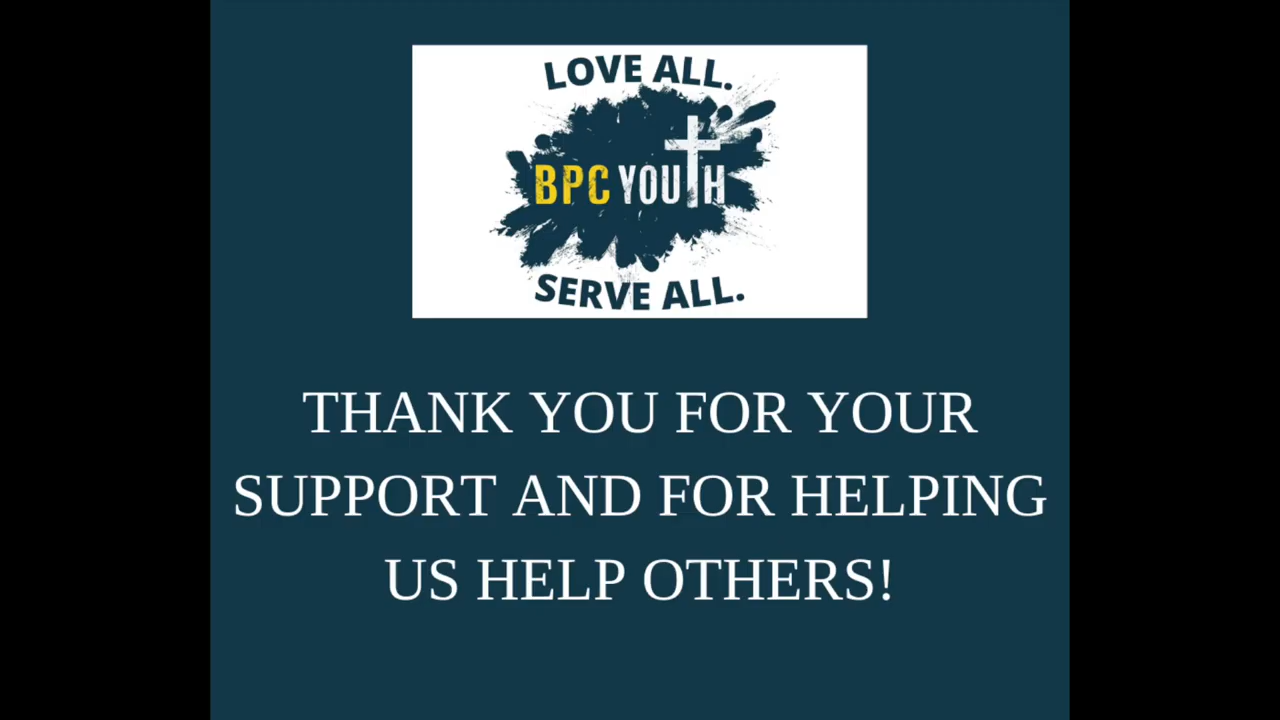 LOVE ALL.
BPC YOUTH
SERVE ALL.
THANK YOU FOR YOUR
SUPPORT AND FOR HELPING
US HELP OTHERS!